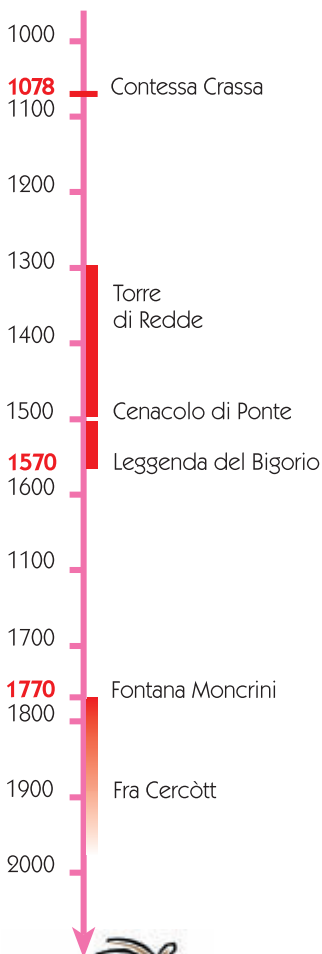 1000
1078 Contessa Crassa
1100
1200
1300
Torre
di Redde
1400
1500 Cenacolo di Ponte
1570 Leggenda del Bigorio
1600
1100
1700
1770 Fontana Moncrini
1800
1900 Fra Cercòtt
2000